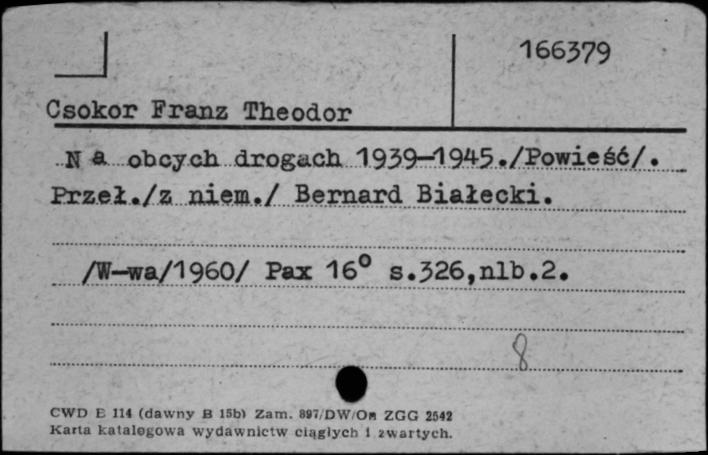 166379
Csokor Franz Theodor
N a obcych drogach 1939-1945./Powieść/.
Przeł./z niem./ Bernard Białecki.
/W-wa/1960/ Pax 16° s.326,nlb.2.
8
CWD E 114 (dawny B 15b) Zam. 897/DW/Om ZGG 2542
Karta katalogowa wydawnictw ciągłych i zwartych.